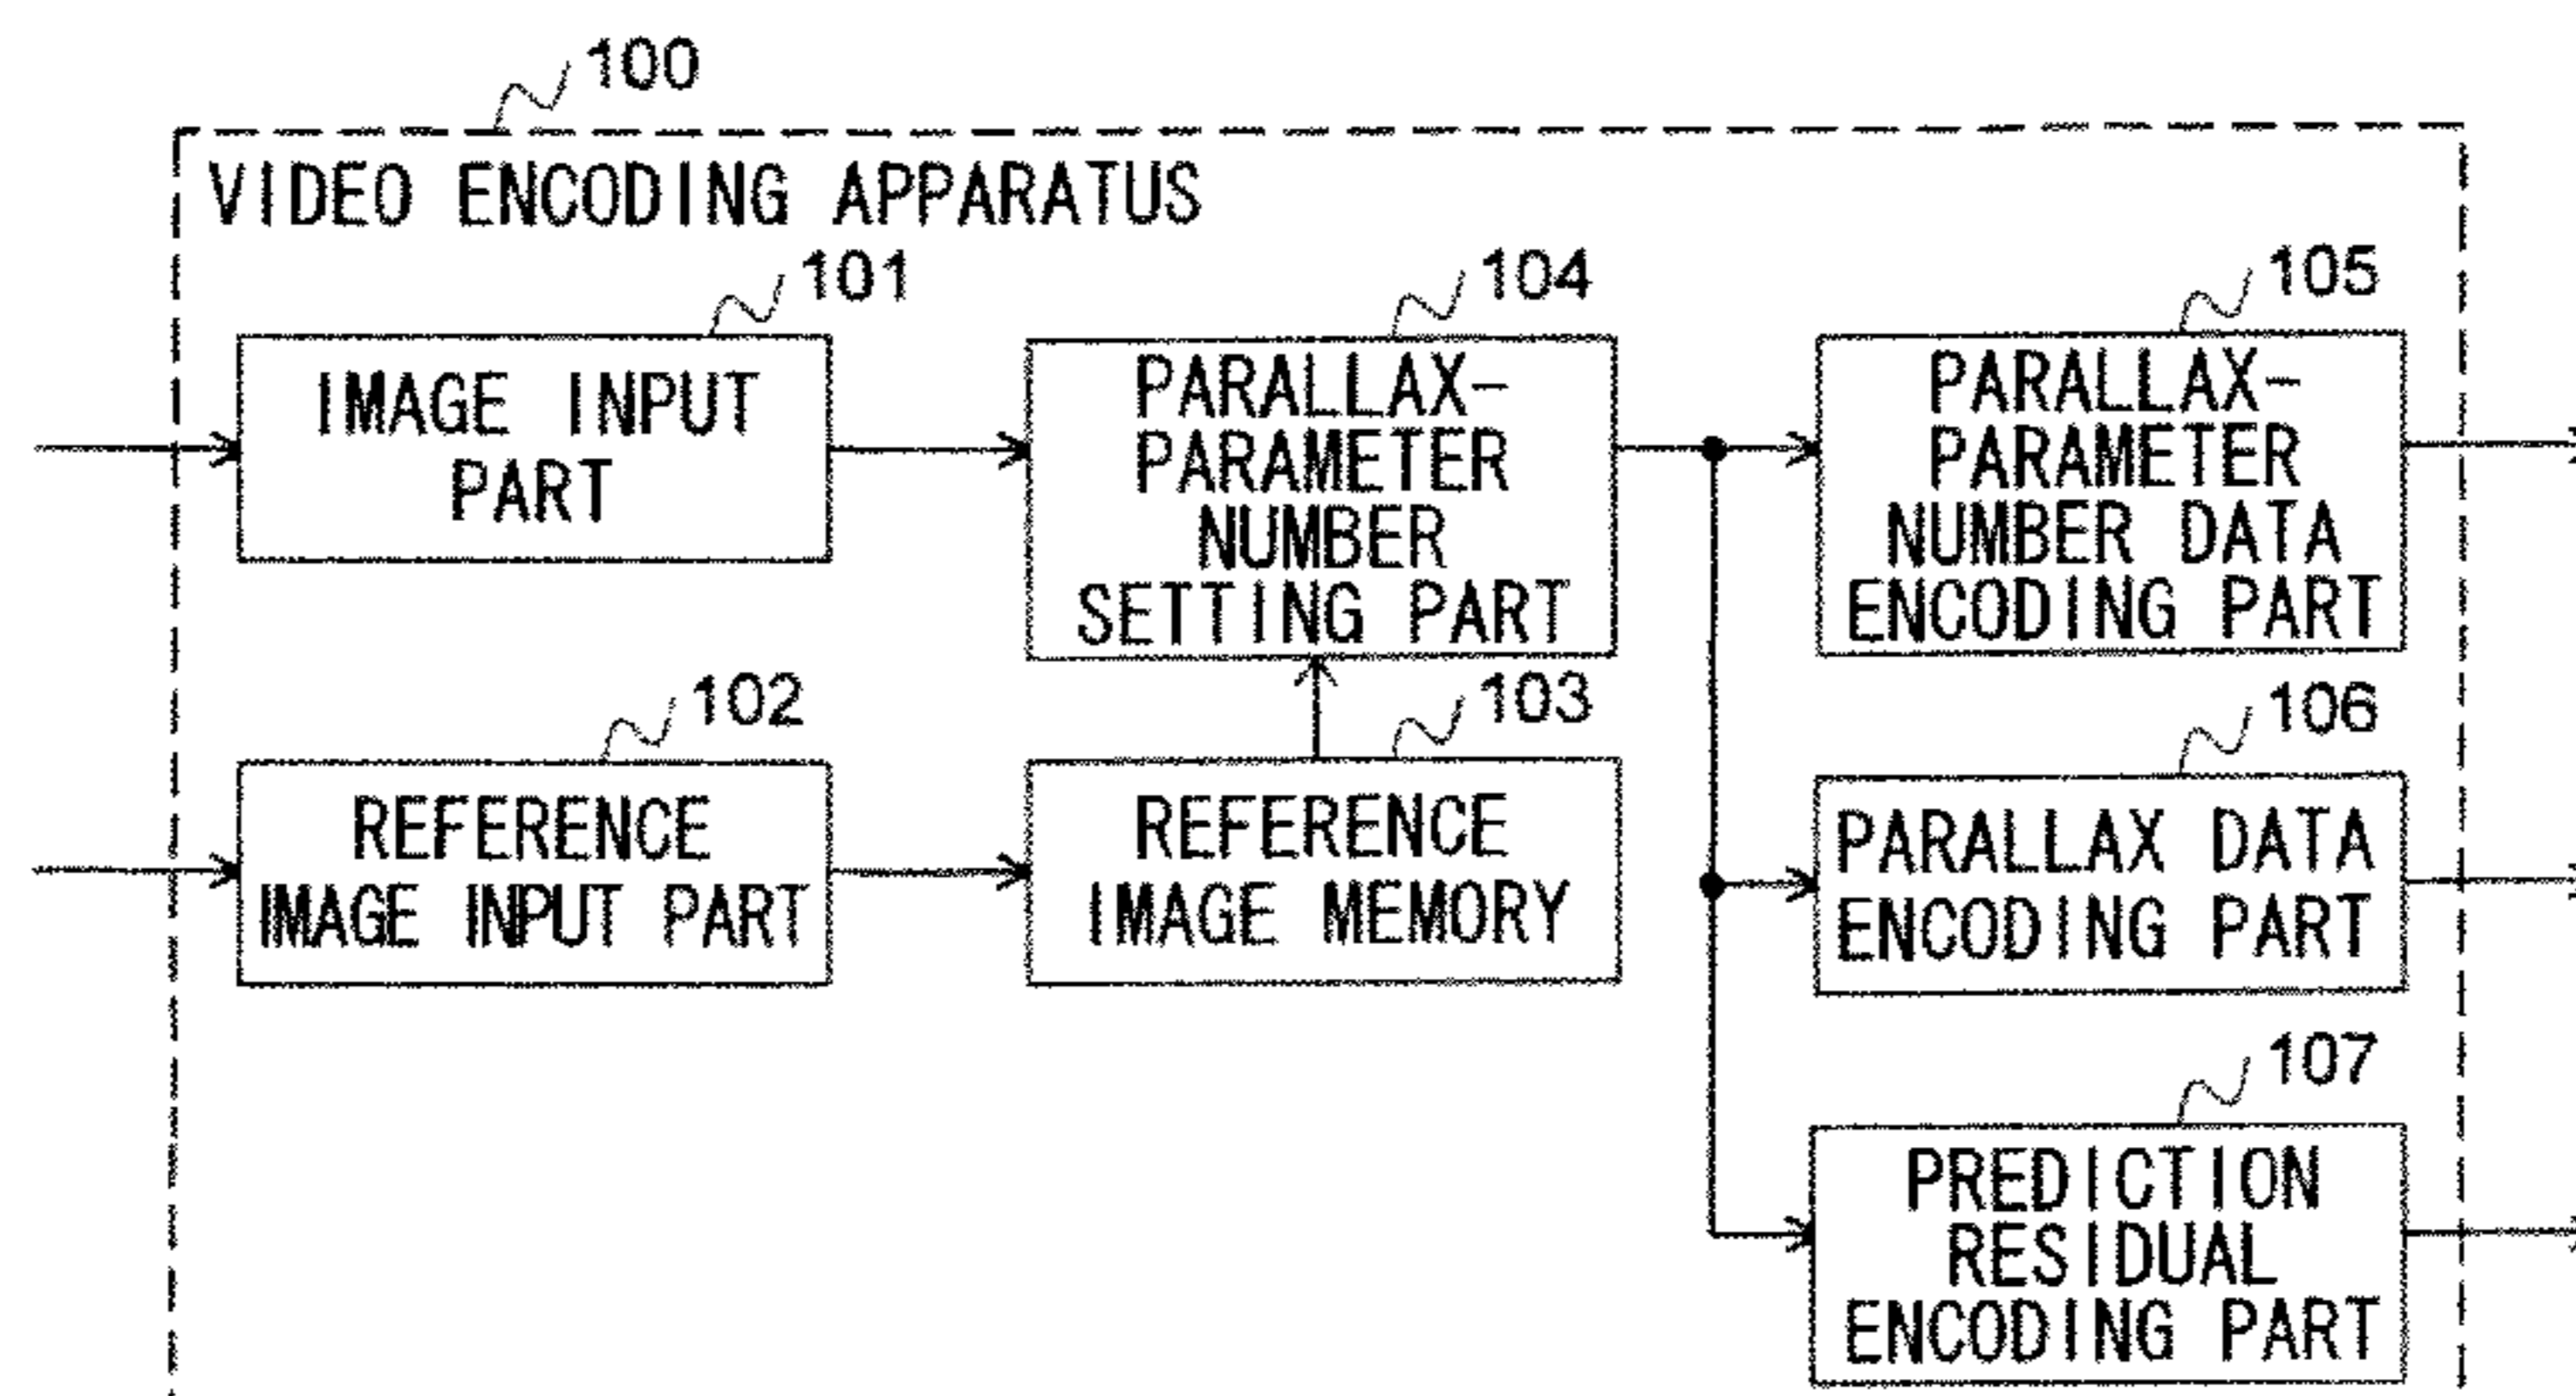 100
VIDEO ENCODING APPARATUS
101
IMAGE INPUT
PART
104
PARALLAX-
PARAMETER
NUMBER
SETTING PART
105
PARALLAX-
PARAMETER
NUMBER DATA
ENCODING PART
102
REFERENCE
IMAGE INPUT PART
103
REFERENCE
IMAGE MEMORY
106
PARALLAX DATA
ENCODING PART
107
PREDICTION
RESIDUAL
ENCODING PART